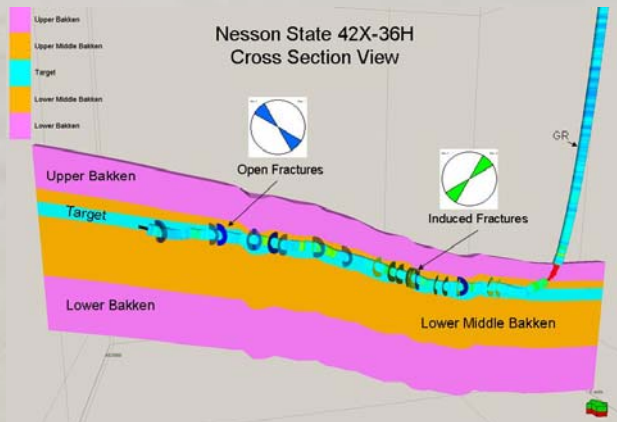 Upper Bakken
Upper Middle Bakken
Target
Lower Middle Bakken
Lower Bakken
Nesson State 42X-36H
Cross Section View
Open Fractures
Induced Fractures
GR
Upper Bakken
Target
Lower Bakken
Lower Middle Bakken